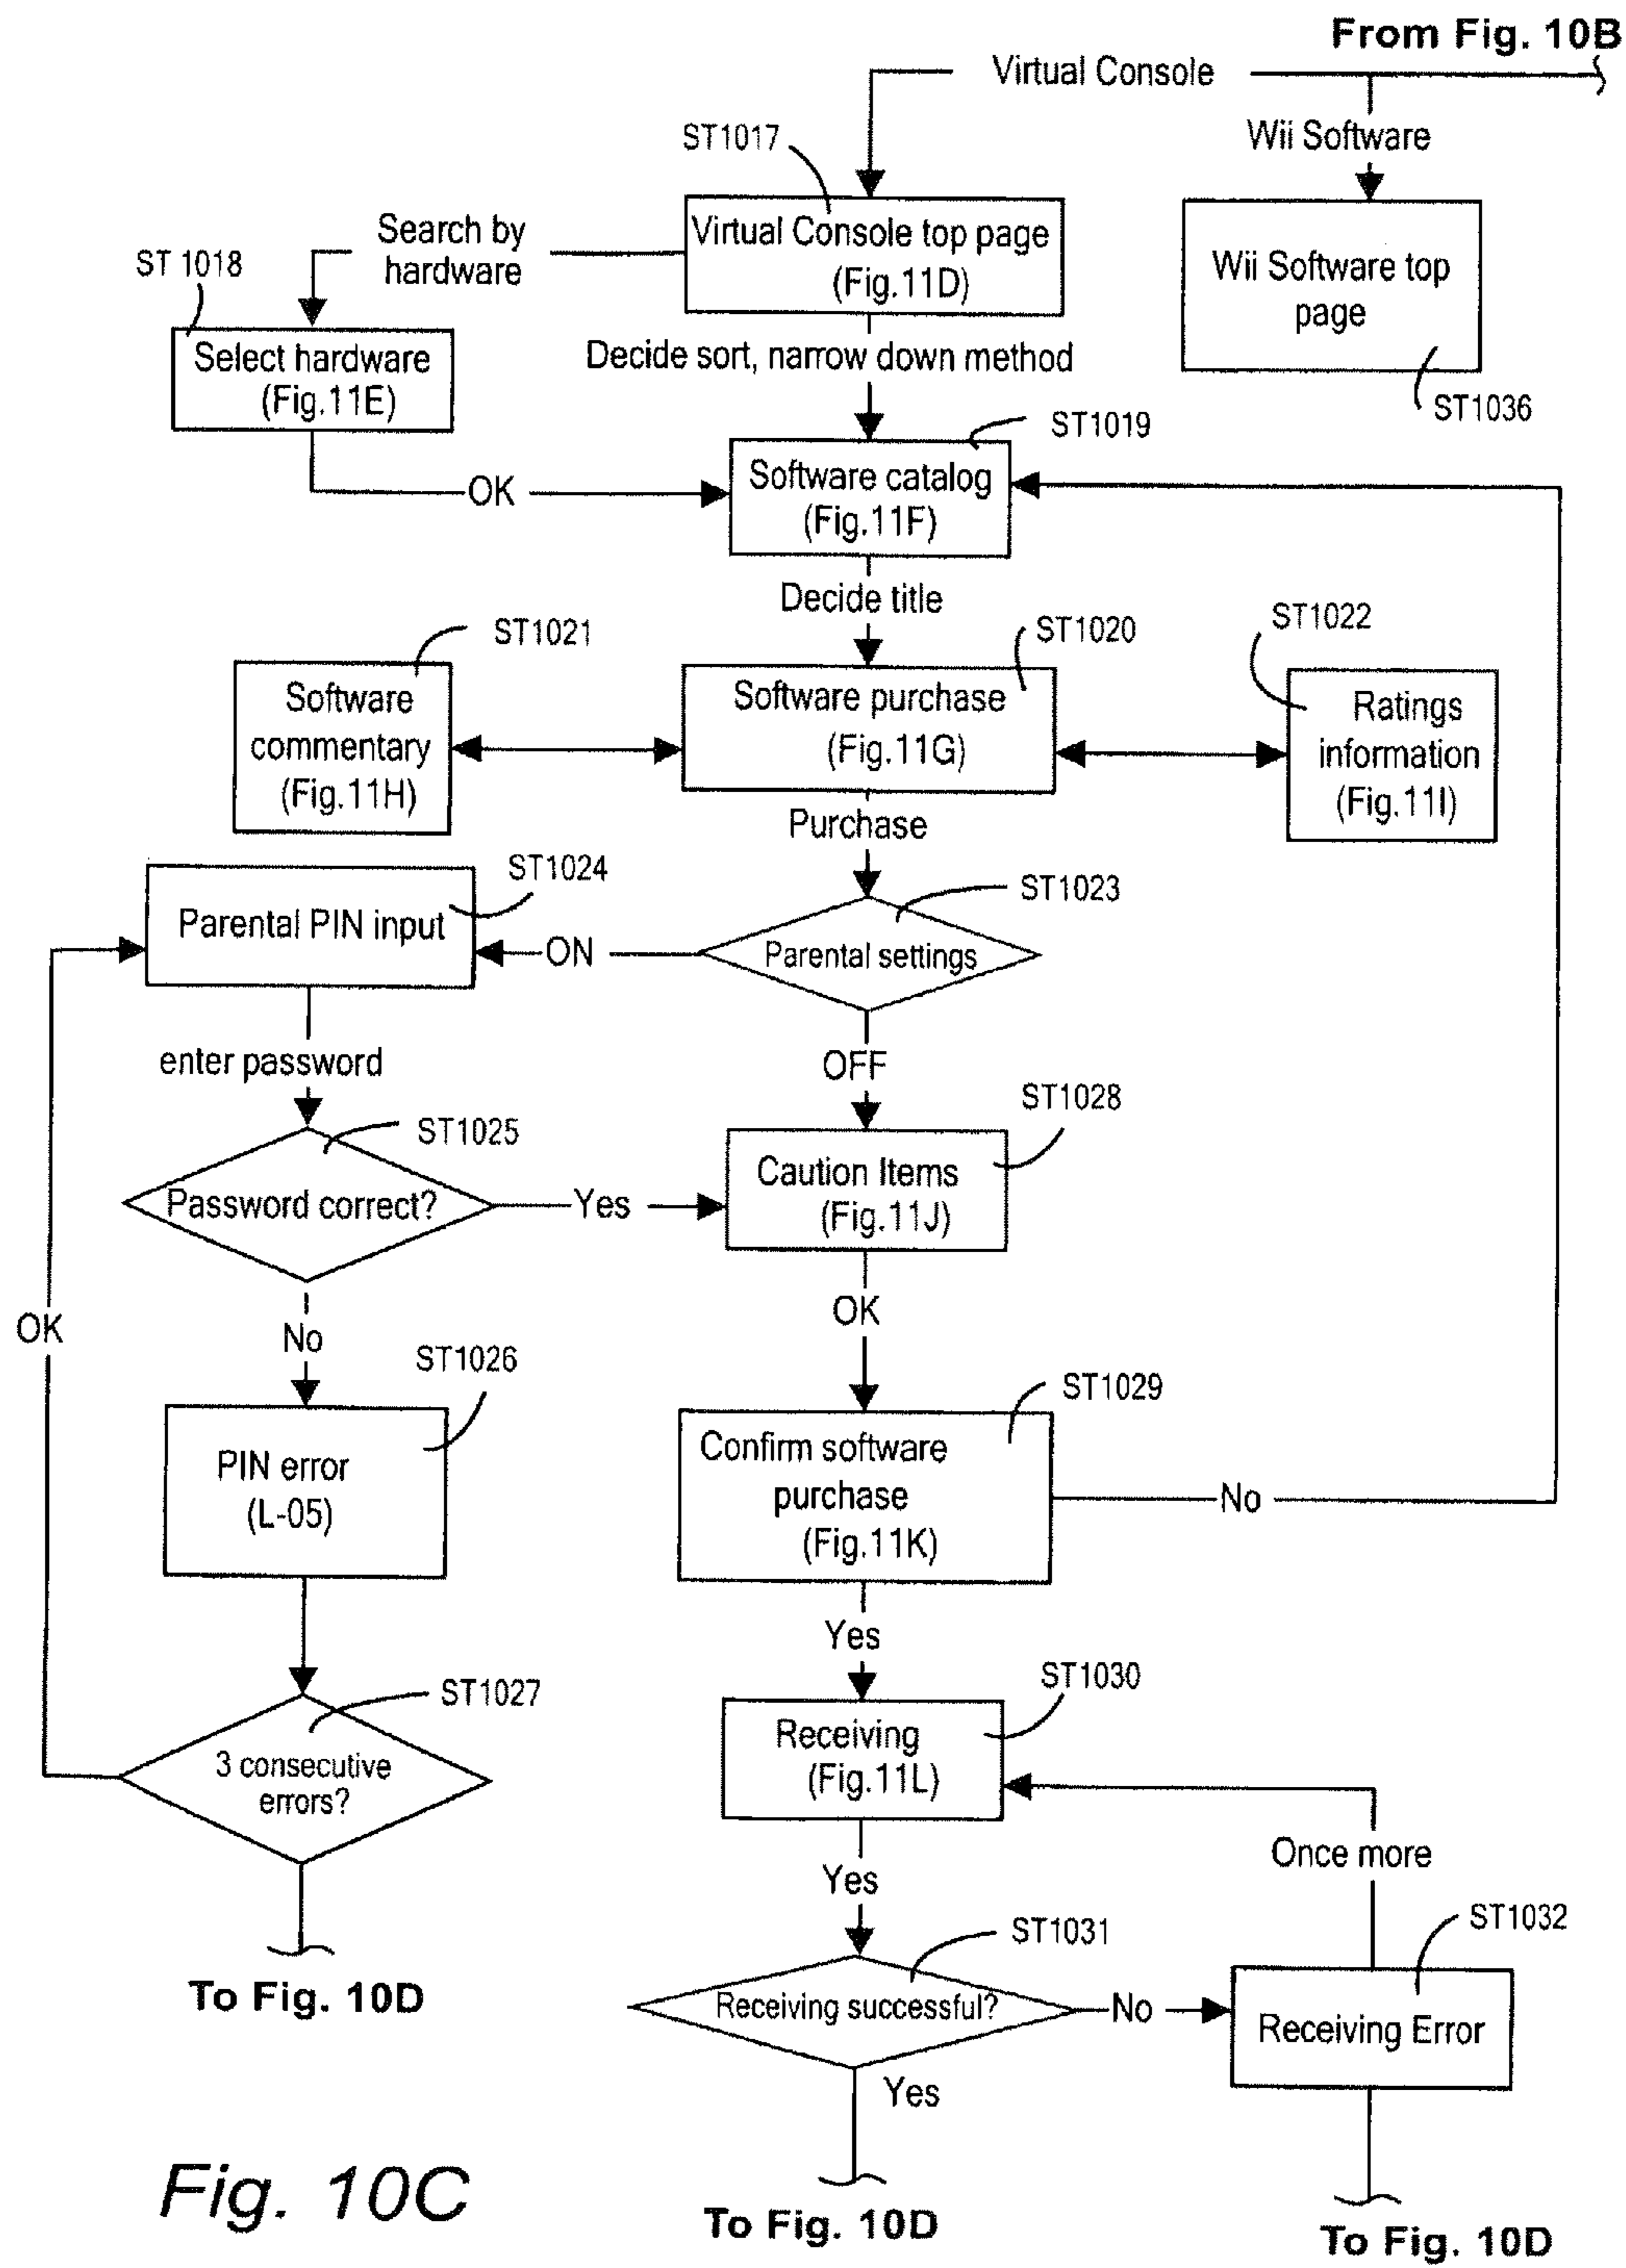 From Fig. 10B
Virtual Console
Wii Software
ST1017
Virtual Console top page
(Fig.11D)
Wii Software top
page
ST1036
Search by
hardware
ST 1018
Select hardware
(Fig.11E)
Decide sort, narrow down method
ST1019
OK
Software catalog
(Fig.11F)
Decide title
ST1021
ST1020
ST1022
Software
commentary
(Fig.11H)
Software purchase
(Fig.11G)
Ratings
information
(Fig.11I)
Purchase
ST1024
ST1023
Parental PIN input
ON
Parental settings
enter password
OFF
ST1025
ST1028
Password correct?
Yes
Caution Items
(Fig.11J)
OK
No
OK
ST1026
ST1029
PIN error
(L-05)
Confirm software
purchase
(Fig.11K)
No
Yes
ST1027
ST1030
3 consecutive
errors?
Receiving
(Fig.11L)
Once more
Yes
ST1031
ST1032
To Fig. 10D
Receiving successful?
No
Receiving Error
Yes
Fig. 10C
To Fig. 10D
To Fig. 10D